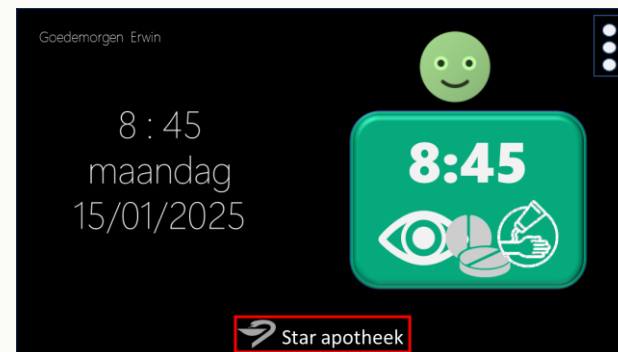 Goedemorgen Erwin
8 : 45
maandag
15/01/2025
8:45
Star apotheek